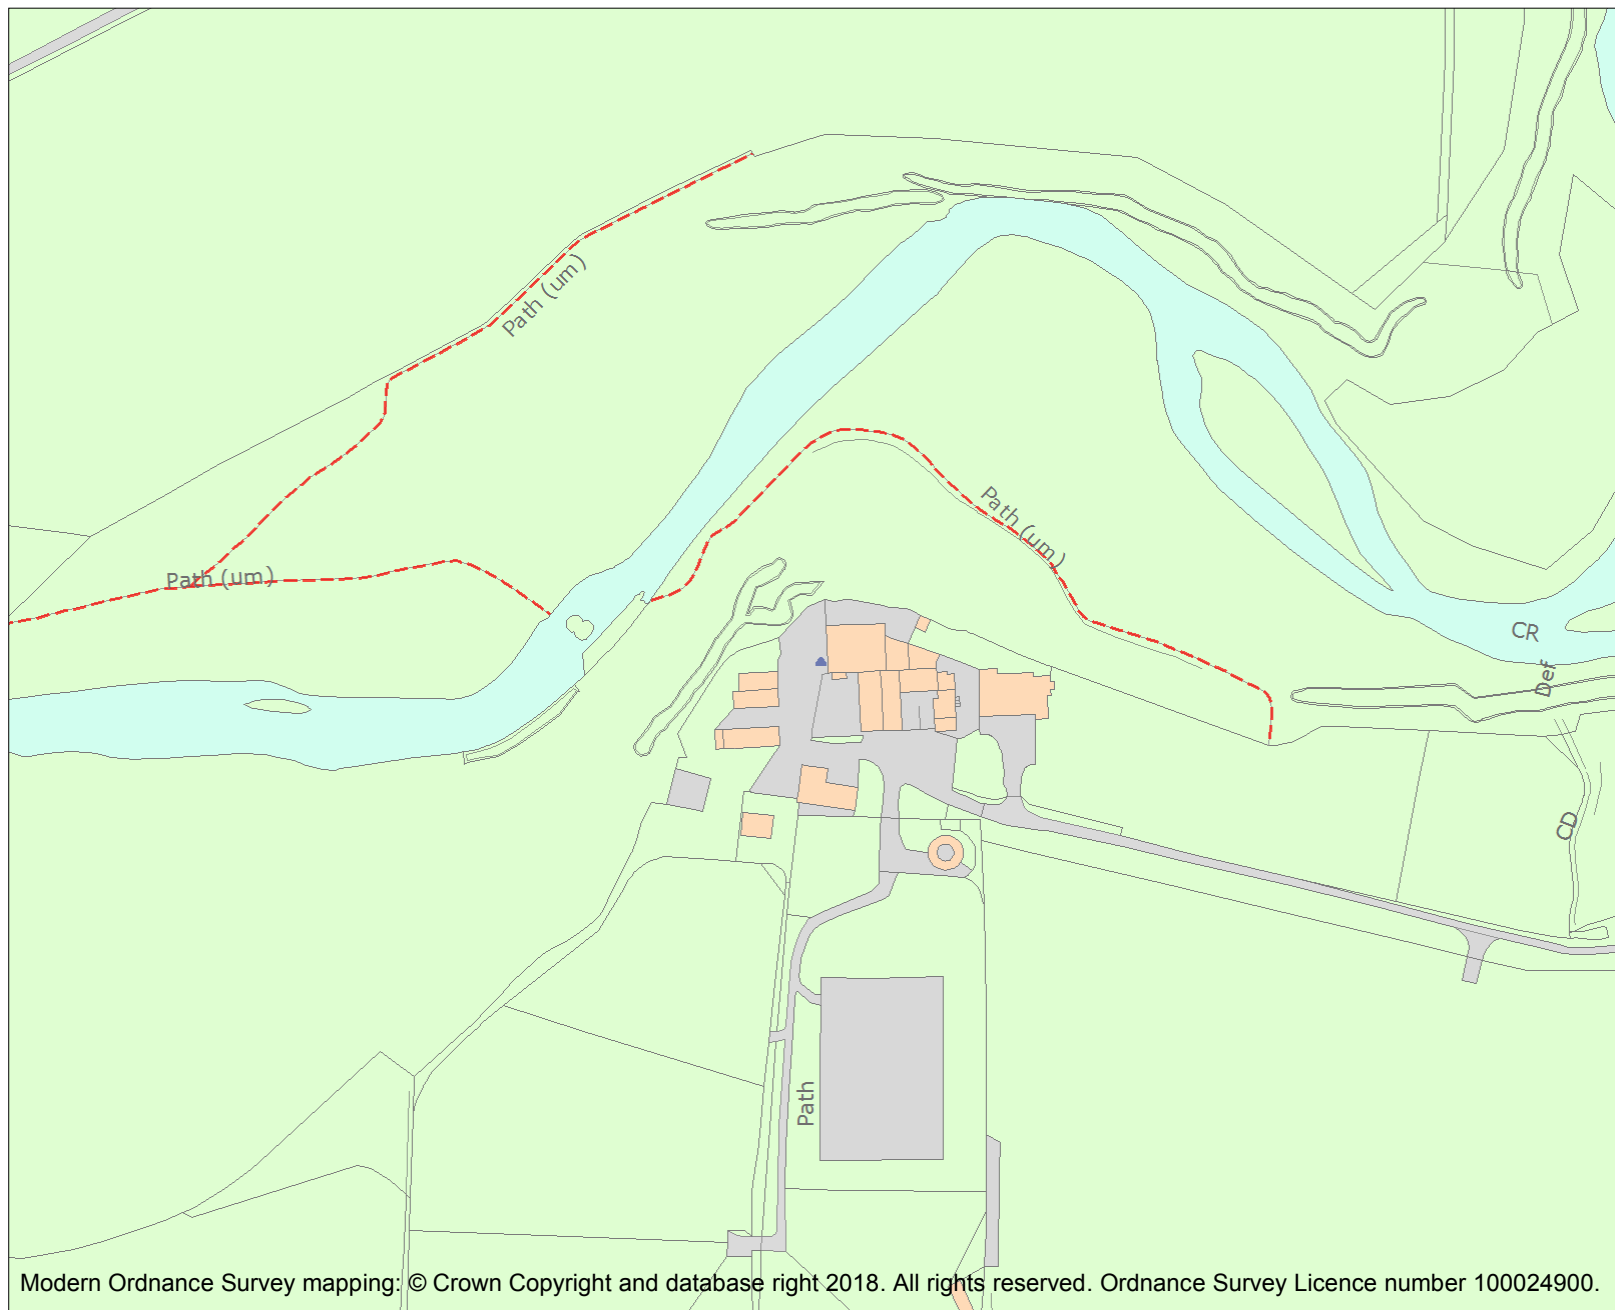 Path (um)
Path (um)
Path (um)
CR
Def
CD
Path
Modern Ordnance Survey mapping: © Crown Copyright and database right 2018. All rights reserved. Ordnance Survey Licence number 100024900.